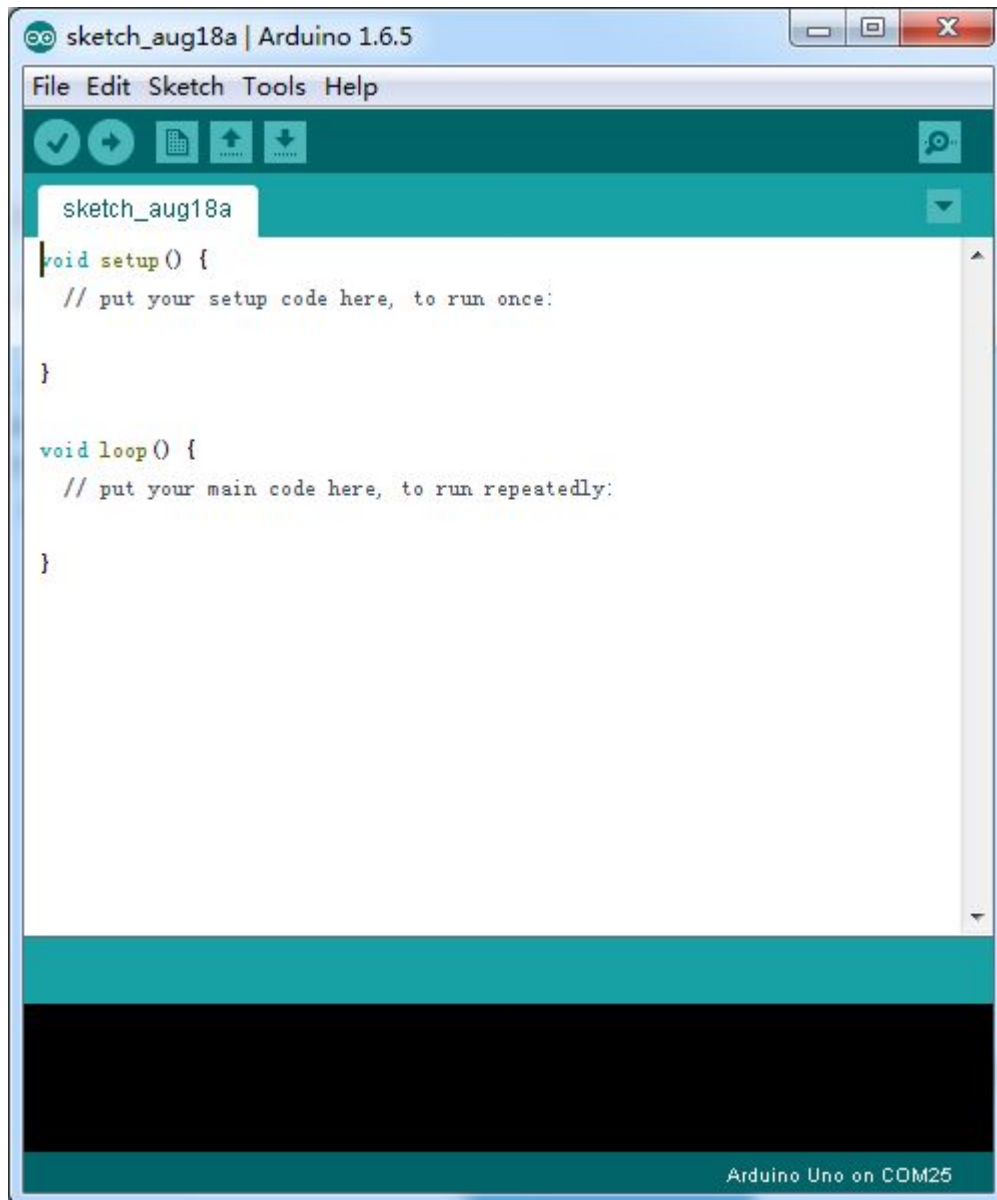 sketch_aug18a | Arduino 1.6.5
File Edit Sketch Tools Help
sketch_aug18a
void setup() {
// put your setup code here, to run once:
}
void loop() {
// put your main code here, to run repeatedly:
}
Arduino Uno on COM25